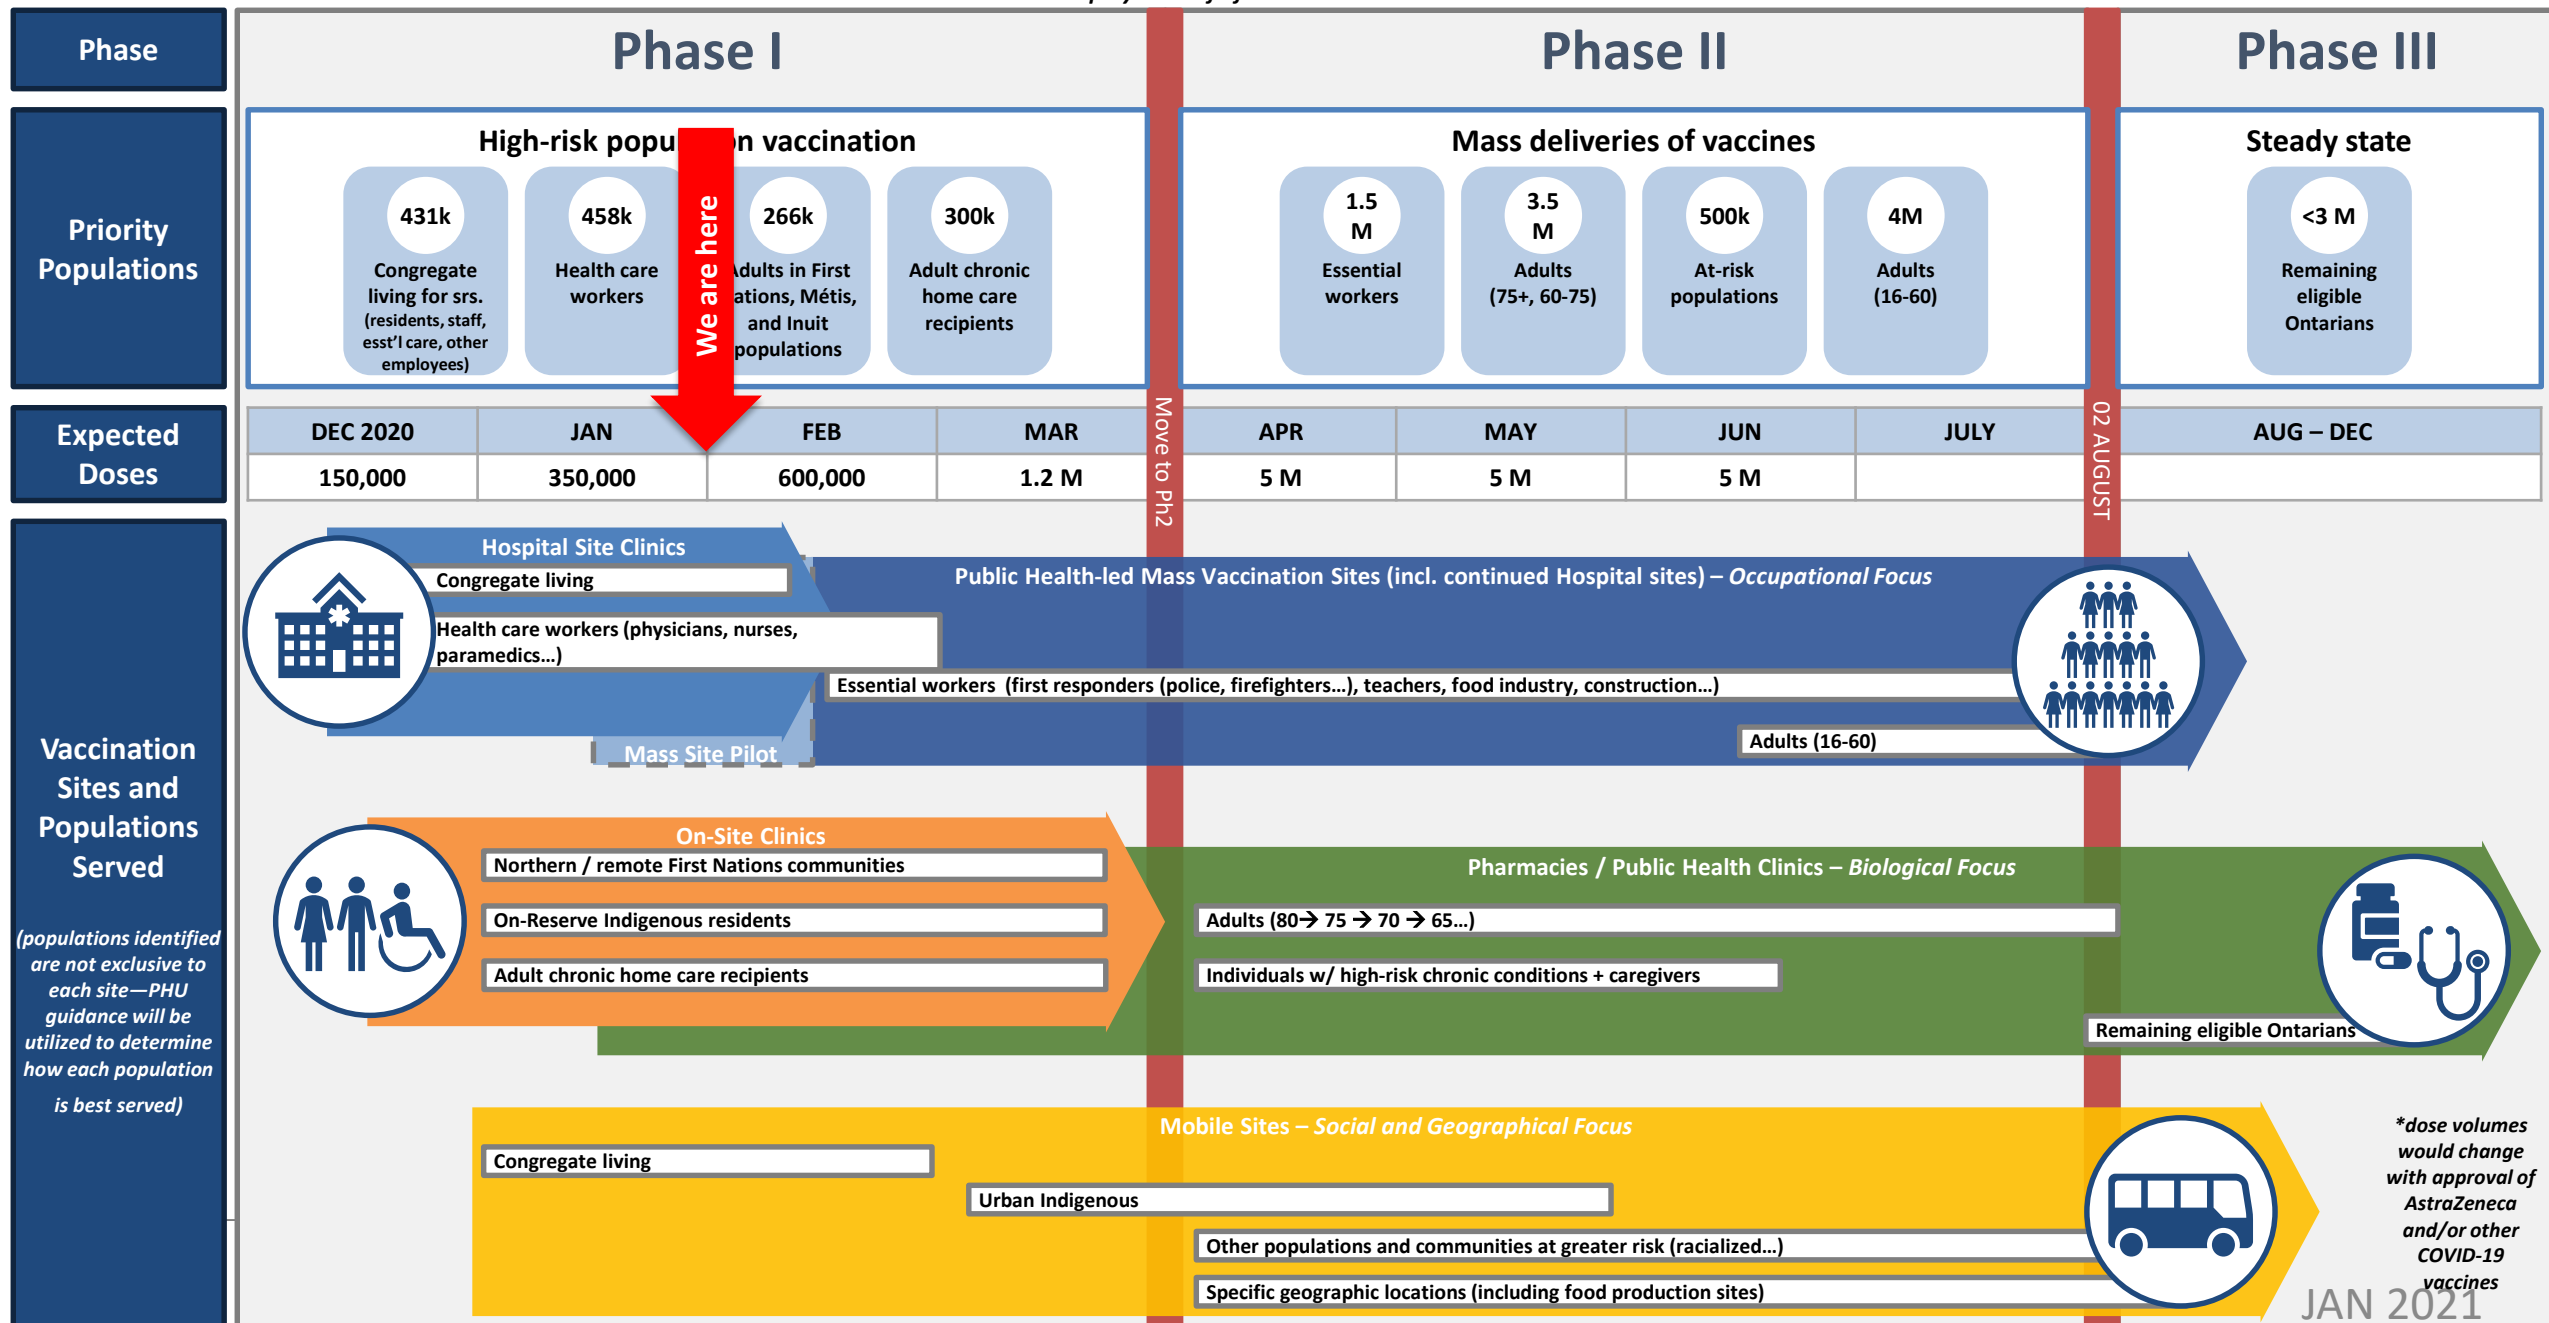 Phase
Phase I
Phase II
Phase III
Priority
Populations
High-risk popu n vaccination
431k
Congregate
living for srs.
(residents, staff,
esst'l care, other
employees)
458k
Health care
workers
We are here
266k
Adults in First
ations, Métis,
and Inuit
populations
300k
Adult chronic
home care
recipients
Mass deliveries of vaccines
1.5
M
Essential
workers
3.5
M
Adults
(75+, 60-75)
500k
At-risk
populations
4M
Adults
(16-60)
Steady state
<3 M
Remaining
eligible
Ontarians
Expected
Doses
DEC 2020
JAN
FEB
MAR
APR
MAY
JUN
JULY
AUG – DEC
150,000
350,000
600,000
1.2 M
5 M
5 M
5 M
Move to Ph2
02 AUGUST
Vaccination
Sites and
Populations
Served
(populations identified
are not exclusive to
each site—PHU
guidance will be
utilized to determine
how each population
is best served)
Hospital Site Clinics
Congregate living
Health care workers (physicians, nurses,
paramedics...)
Mass Site Pilot
Public Health-led Mass Vaccination Sites (incl. continued Hospital sites) – Occupational Focus
Essential workers (first responders (police, firefighters...), teachers, food industry, construction...)
Adults (16-60)
On-Site Clinics
Northern / remote First Nations communities
On-Reserve Indigenous residents
Adult chronic home care recipients
Pharmacies / Public Health Clinics – Biological Focus
Adults (80→ 75 → 70 → 65...)
Individuals w/ high-risk chronic conditions + caregivers
Remaining eligible Ontarians
Mobile Sites – Social and Geographical Focus
Congregate living
Urban Indigenous
Other populations and communities at greater risk (racialized...)
Specific geographic locations (including food production sites)
*dose volumes
would change
with approval of
AstraZeneca
and/or other
COVID-19
vaccines
JAN 2021